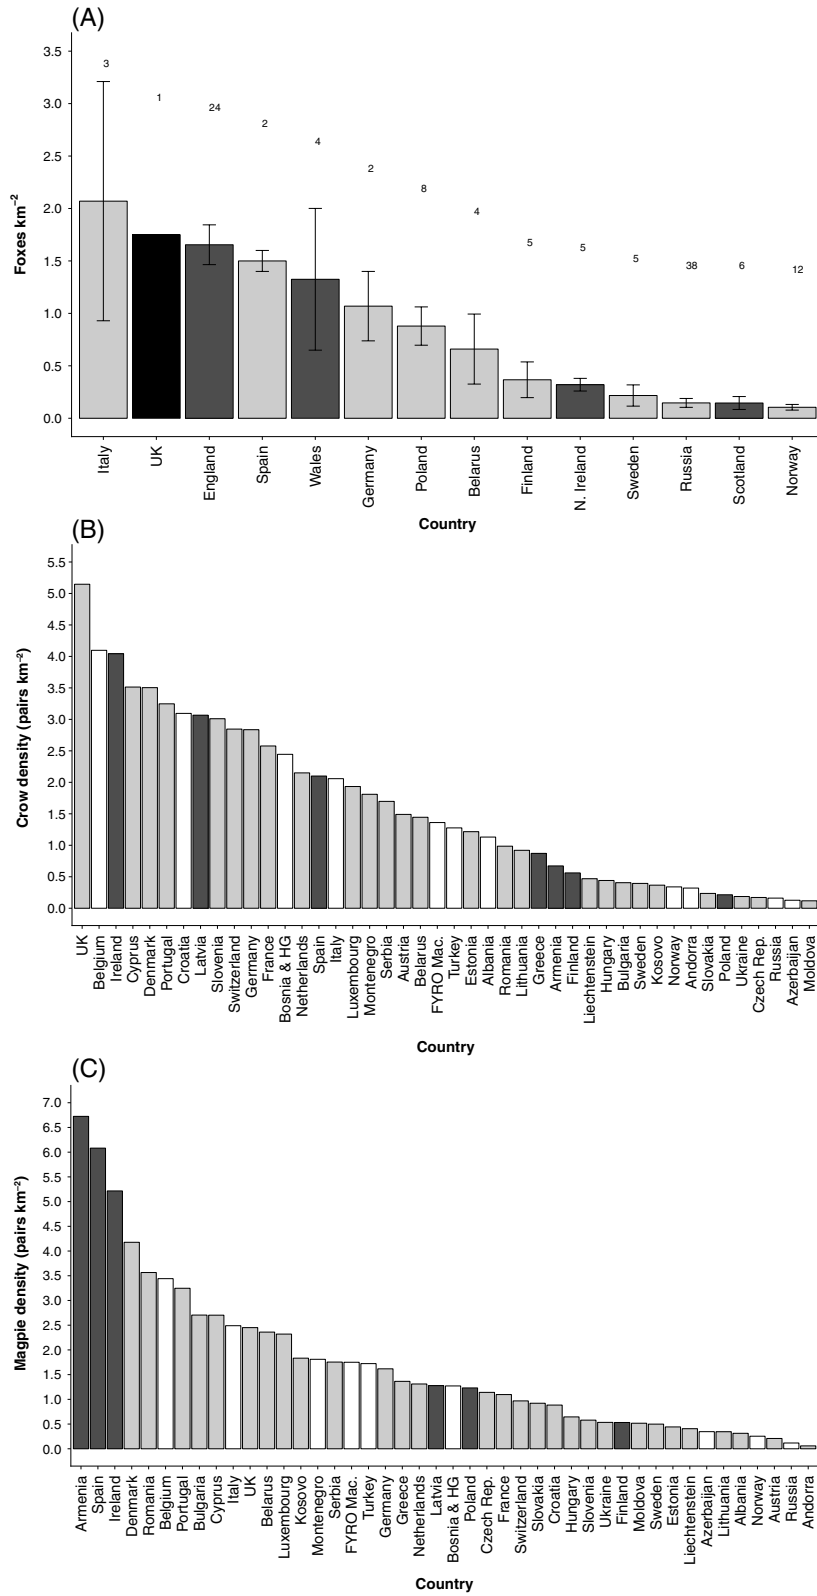 (A)
Foxes km⁻²
3.5
3.0
2.5
2.0
1.5
1.0
0.5
0.0
3
1
24
2
4
2
8
4
5
5
5
38
6
12
Italy
UK
England
Spain
Wales
Germany
Poland
Belarus
Finland
N. Ireland
Sweden
Russia
Scotland
Norway
Country
(B)
Crow density (pairs km⁻²)
5.5
5.0
4.5
4.0
3.5
3.0
2.5
2.0
1.5
1.0
0.5
0.0
UK
Belgium
Ireland
Cyprus
Denmark
Portugal
Croatia
Latvia
Slovenia
Switzerland
Germany
France
Bosnia & HG
Netherlands
Spain
Italy
Luxembourg
Montenegro
Serbia
Austria
Belarus
FYRO Mac.
Turkey
Estonia
Albania
Romania
Lithuania
Greece
Armenia
Finland
Liechtenstein
Hungary
Bulgaria
Sweden
Kosovo
Norway
Andorra
Slovakia
Poland
Ukraine
Czech Rep.
Russia
Azerbaijan
Moldova
Country
(C)
Magpie density (pairs km⁻²)
7.0
6.5
6.0
5.5
5.0
4.5
4.0
3.5
3.0
2.5
2.0
1.5
1.0
0.5
0.0
Armenia
Spain
Ireland
Denmark
Romania
Belgium
Portugal
Bulgaria
Cyprus
Italy
UK
Belarus
Luxembourg
Kosovo
Montenegro
Serbia
FYRO Mac.
Turkey
Germany
Greece
Netherlands
Latvia
Bosnia & HG
Poland
Czech Rep.
France
Switzerland
Slovakia
Croatia
Hungary
Slovenia
Ukraine
Finland
Moldova
Sweden
Estonia
Liechtenstein
Azerbaijan
Lithuania
Albania
Norway
Austria
Russia
Andorra
Country